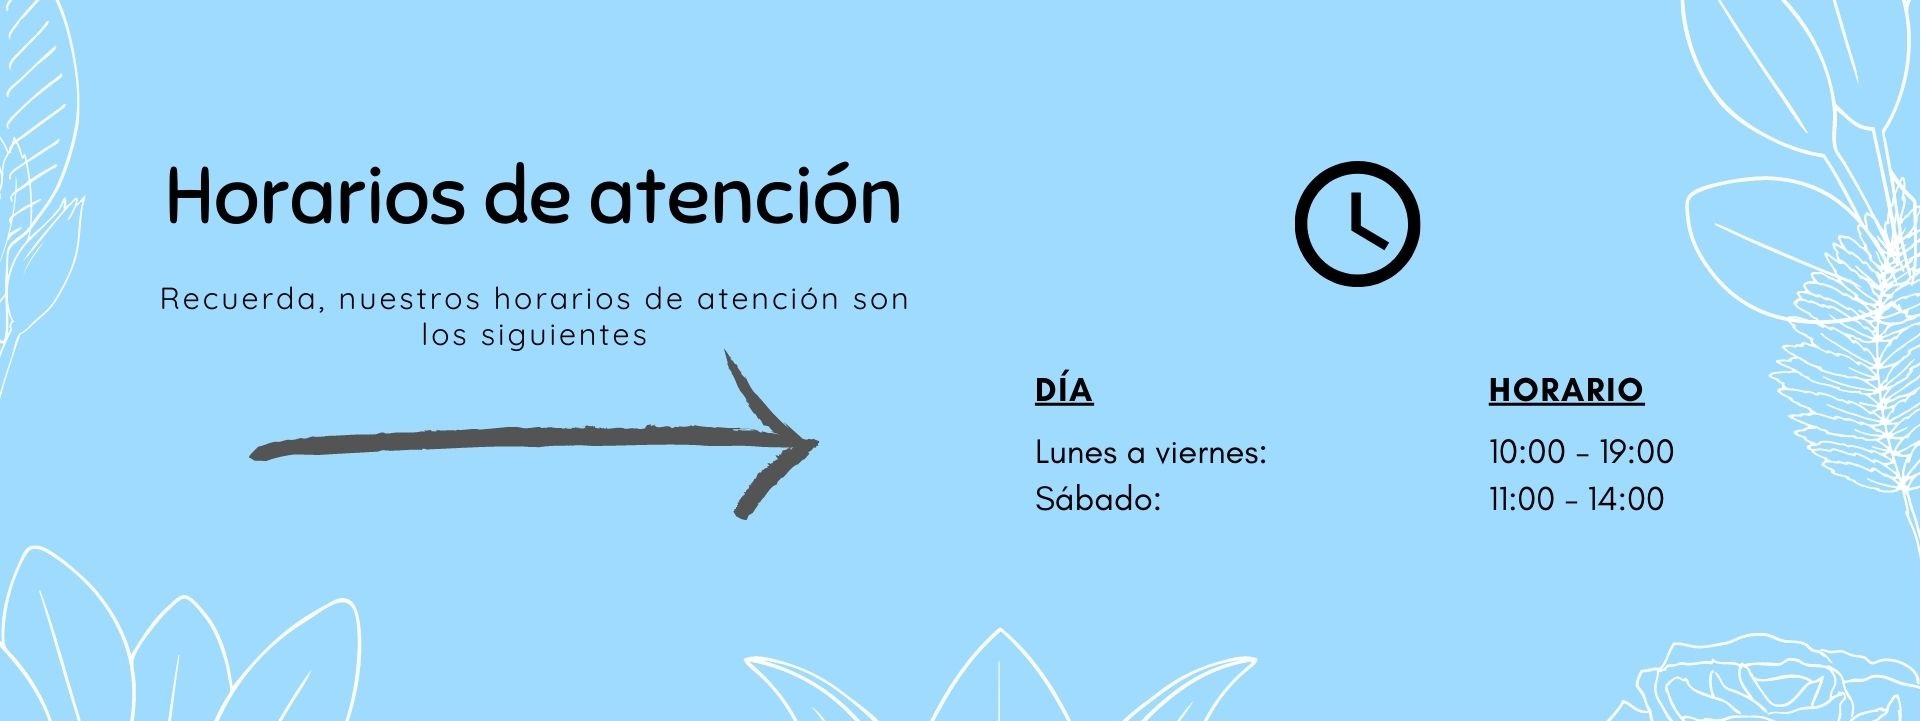 Horarios de atención
Recuerda, nuestros horarios de atención son
los siguientes
DÍA HORARIO
Lunes a viernes: 10:00 - 19:00
Sábado: 11:00 - 14:00